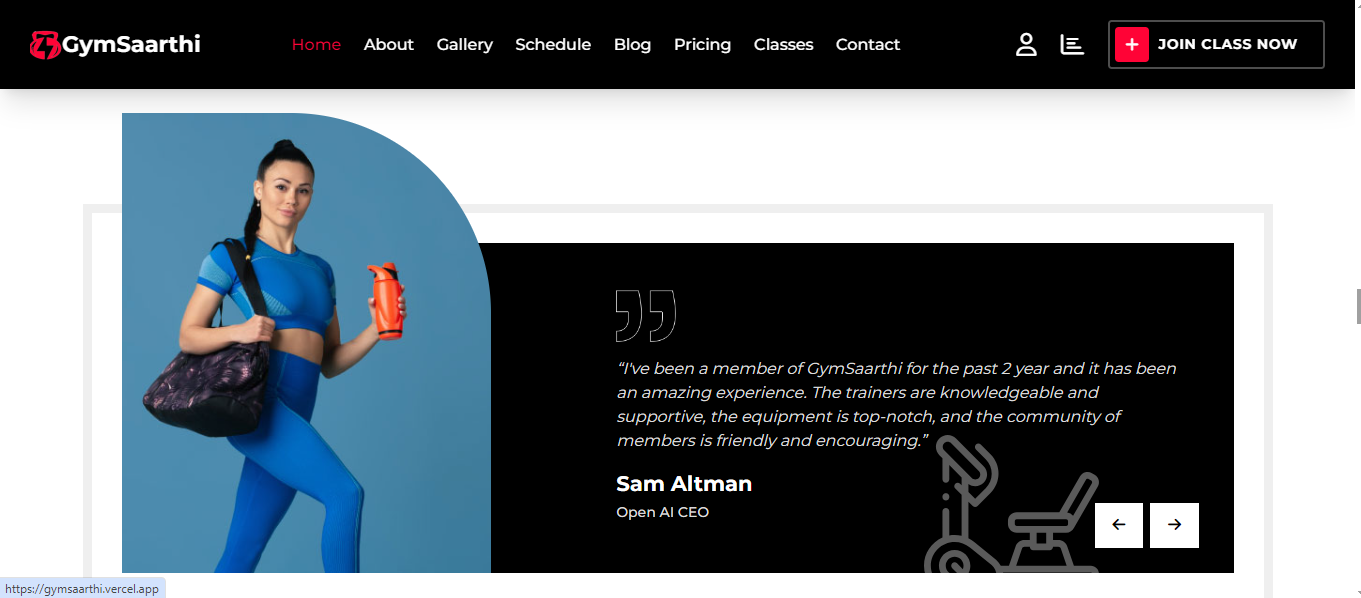 GymSaarthi
Home About Gallery Schedule Blog Pricing Classes Contact
+ JOIN CLASS NOW
“I've been a member of GymSaarthi for the past 2 year and it has been
an amazing experience. The trainers are knowledgeable and
supportive, the equipment is top-notch, and the community of
members is friendly and encouraging.”
Sam Altman
Open AI CEO
https://gymsaarthi.vercel.app